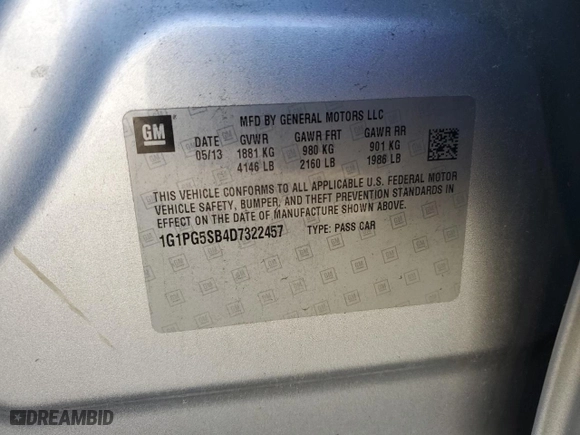 GM
MFD BY GENERAL MOTORS LLC
DATE GVWR GAWR FRT GAWR RR
05/13 1881 KG 980 KG 901 KG
4146 LB 2160 LB 1986 LB
THIS VEHICLE CONFORMS TO ALL APPLICABLE U.S. FEDERAL MOTOR
VEHICLE SAFETY, BUMPER, AND THEFT PREVENTION STANDARDS IN
EFFECT ON THE DATE OF MANUFACTURE SHOWN ABOVE.
1G1PG5SB4D7322457 TYPE: PASS CAR
DREAMBID